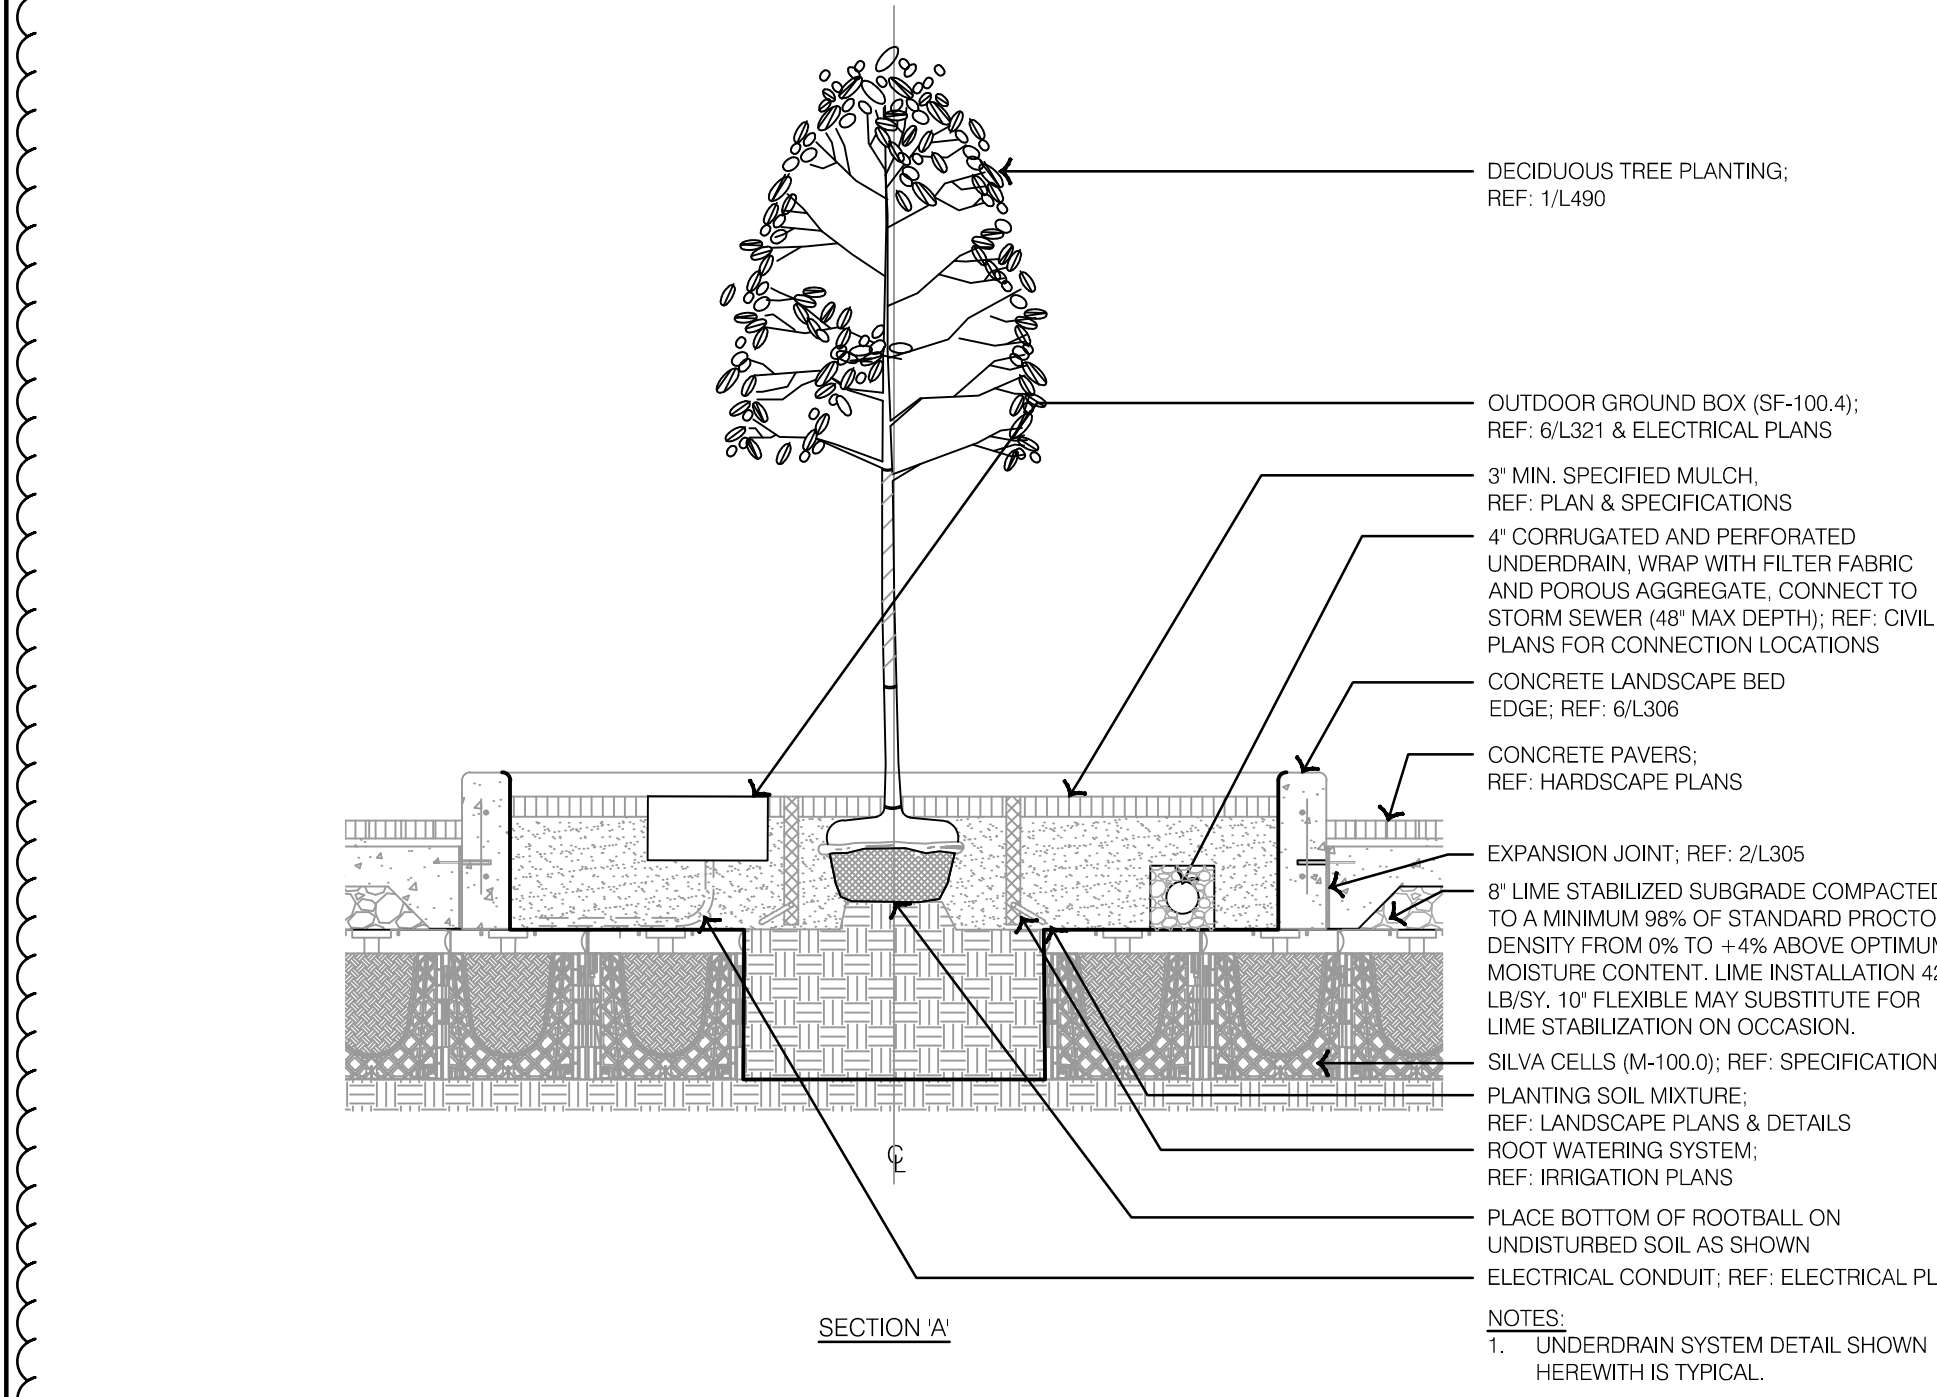 DECIDUOUS TREE PLANTING;
REF: 1/L490
OUTDOOR GROUND BOX (SF-100.4);
REF: 6/L321 & ELECTRICAL PLANS
3" MIN. SPECIFIED MULCH,
REF: PLAN & SPECIFICATIONS
4" CORRUGATED AND PERFORATED
UNDERDRAIN, WRAP WITH FILTER FABRIC
AND POROUS AGGREGATE, CONNECT TO
STORM SEWER (48" MAX DEPTH); REF: CIVIL
PLANS FOR CONNECTION LOCATIONS
CONCRETE LANDSCAPE BED
EDGE; REF: 6/L306
CONCRETE PAVERS;
REF: HARDSCAPE PLANS
EXPANSION JOINT; REF: 2/L305
8" LIME STABILIZED SUBGRADE COMPACTED
TO A MINIMUM 98% OF STANDARD
DENSITY FROM 0% TO +4% ABOVE
MOISTURE CONTENT. LIME INSTALLATION
LB/SY. 10" FLEXIBLE MAY SUBSTITUTE FOR
LIME STABILIZATION ON OCCASION.
SILVA CELLS (M-100.0); REF: SPECIFICATION
PLANTING SOIL MIXTURE;
REF: LANDSCAPE PLANS & DETAILS
ROOT WATERING SYSTEM;
REF: IRRIGATION PLANS
PLACE BOTTOM OF ROOTBALL ON
UNDISTURBED SOIL AS SHOWN
ELECTRICAL CONDUIT; REF: ELECTRICAL
CL
SECTION 'A'
NOTES:
1. UNDERDRAIN SYSTEM DETAIL SHOWN
HEREWITH IS TYPICAL.